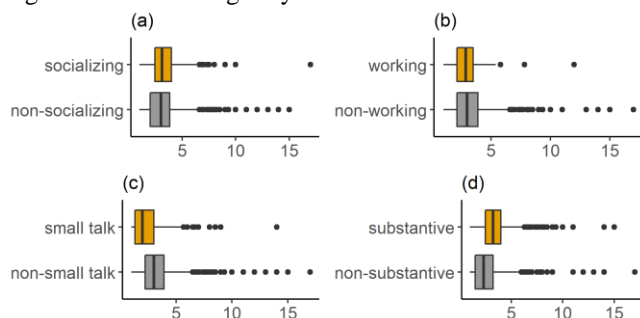 (a)
socializing
non-socializing
5 10 15
(b)
working
non-working
5 10 15
(c)
small talk
non-small talk
5 10 15
(d)
substantive
non-substantive
5 10 15